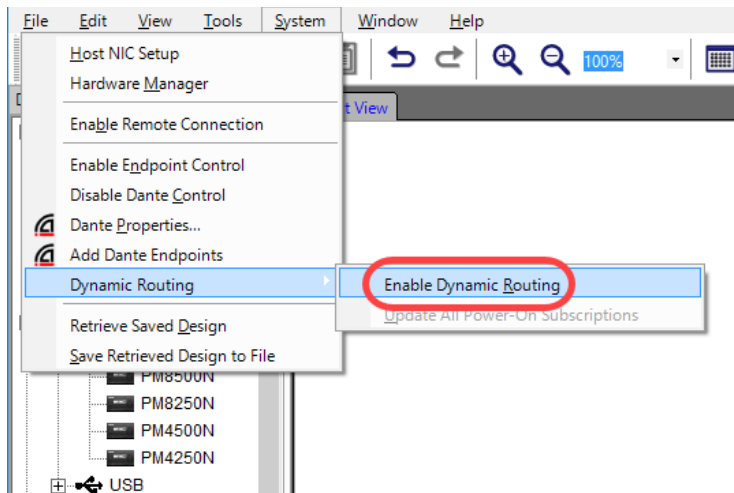 File Edit View Tools System Window Help
100%
t View
Host NIC Setup
Hardware Manager
Enable Remote Connection
Enable Endpoint Control
Disable Dante Control
Dante Properties...
Add Dante Endpoints
Dynamic Routing
Enable Dynamic Routing
Update All Power-On Subscriptions
Retrieve Saved Design
Save Retrieved Design to File
PM8500N
PM8250N
PM4500N
PM4250N
USB